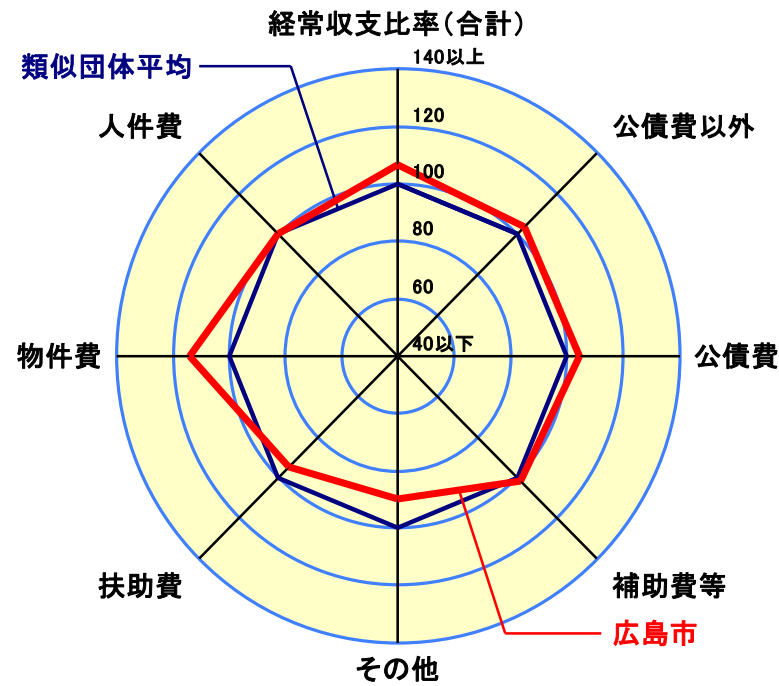 経常収支比率（合計）
140以上
類似団体平均
人件費
120
公債費以外
100
80
60
40以下
物件費
公債費
扶助費
補助費等
広島市
その他